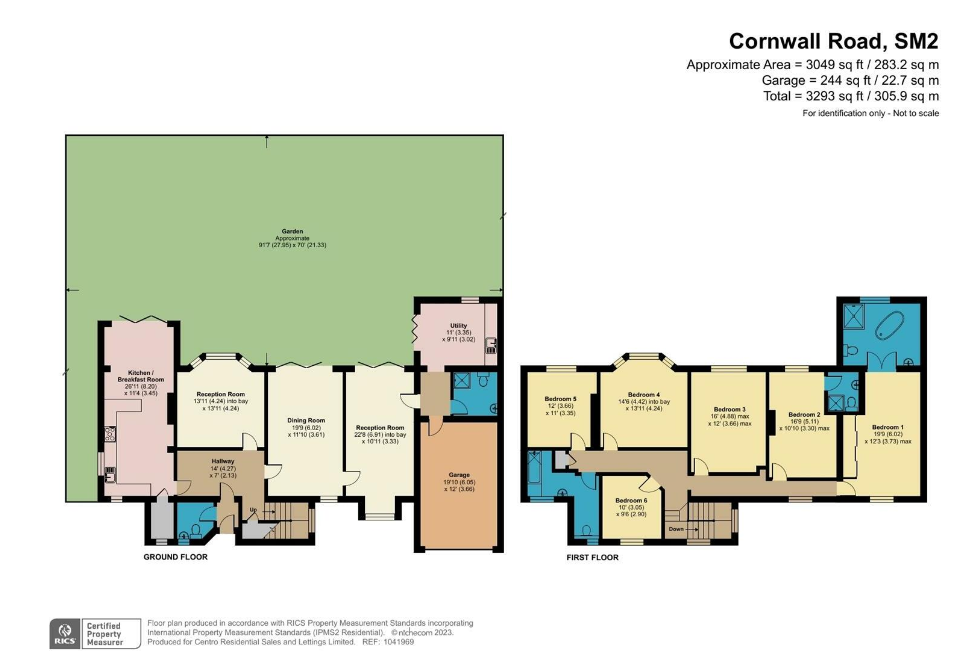 Cornwall Road, SM2
Approximate Area = 3049 sq ft / 283.2 sq m
Garage = 244 sq ft / 22.7 sq m
Total = 3293 sq ft / 305.9 sq m
For identification only - Not to scale
Garden
Approximate
91'7 (27.95) x 70' (21.33)
Utility
11' (3.35)
x 9'11 (3.02)
Kitchen /
Breakfast Room
26'11 (8.20)
x 11'4 (3.45)
Reception Room
13'11 (4.24) into bay
x 13'11 (4.24)
Dining Room
19'9 (6.02)
x 11'10 (3.61)
Reception Room
22'8 (6.91) into bay
x 10'11 (3.33)
Hallway
14' (4.27)
x 7' (2.13)
Garage
19'10 (6.05)
x 12' (3.66)
Up
GROUND FLOOR
Bedroom 5
12' (3.66)
x 11' (3.35)
Bedroom 4
14'6 (4.42) into bay
x 13'11 (4.24)
Bedroom 3
16' (4.88) max
x 12' (3.66) max
Bedroom 2
16'9 (5.11)
x 10'10 (3.30) max
Bedroom 1
19'9 (6.02)
x 12'3 (3.73) max
Bedroom 6
10' (3.05)
x 9'6 (2.90)
Down
FIRST FLOOR
RICS
Certified
Property
Measurer
Floor plan produced in accordance with RICS Property Measurement Standards incorporating
International Property Measurement Standards (IPMS2 Residential). © nichecom 2023.
Produced for Centro Residential Sales and Lettings Limited. REF: 1041969